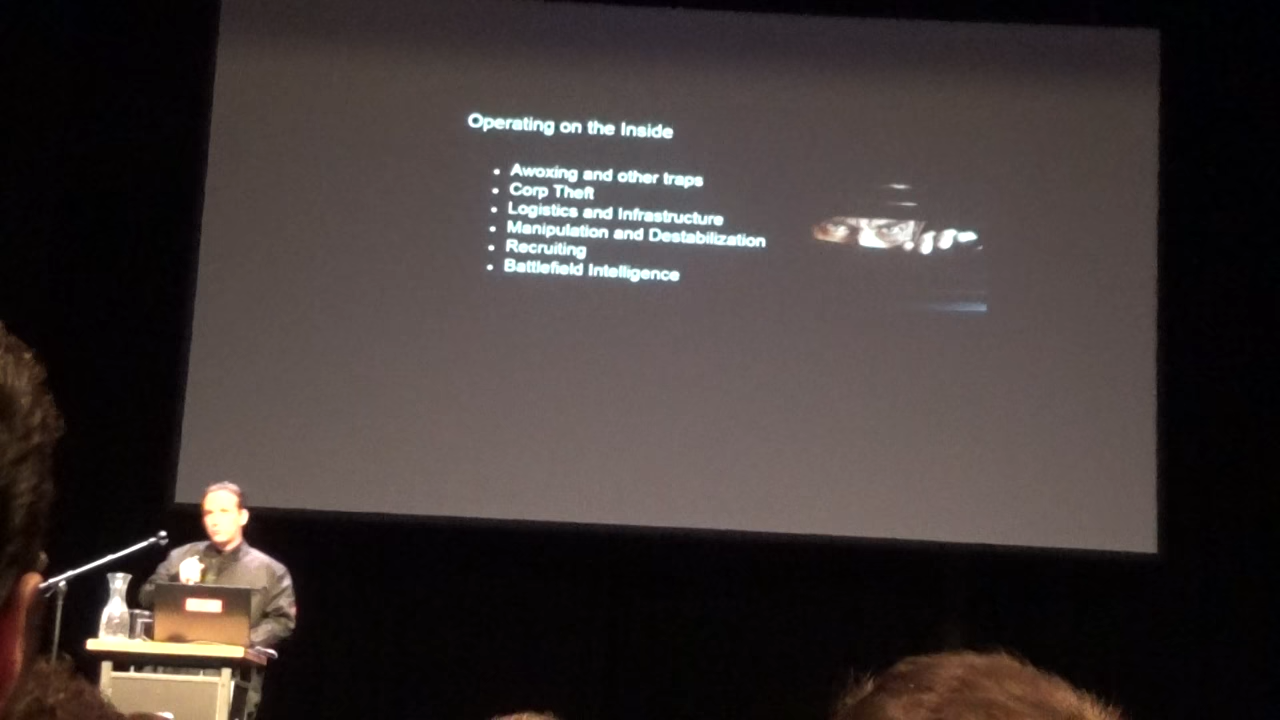 Operating on the Inside
• Awoxing and other traps
• Corp Theft
• Logistics and Infrastructure
• Manipulation and Destabilization
• Recruiting
• Battlefield Intelligence